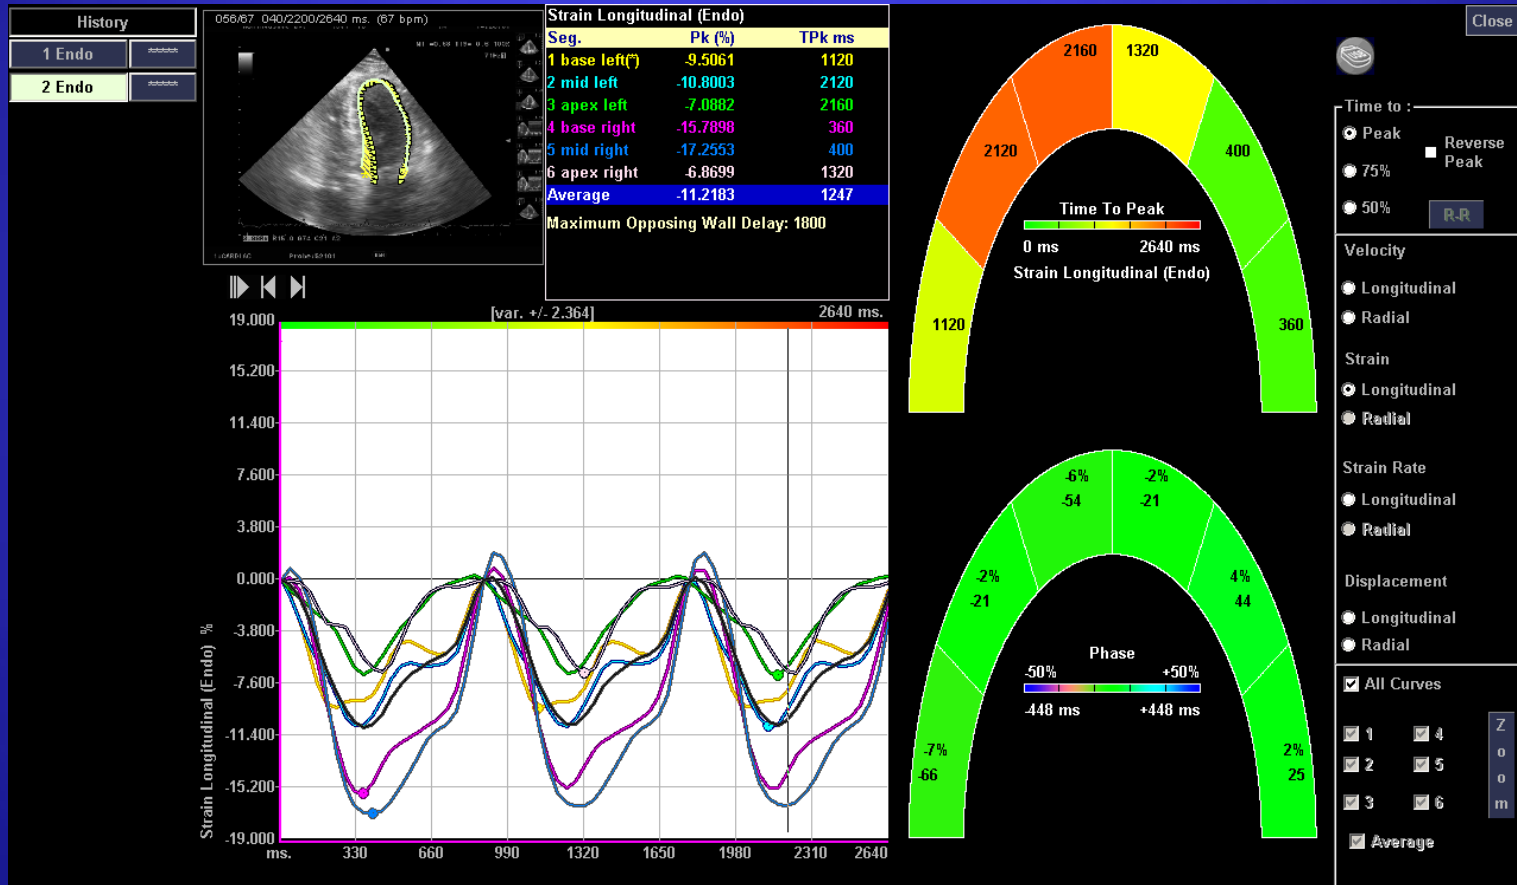 History
1 Endo *****
2 Endo *****
056/67 040/2200/2640 ms. (67 bpm)
Strain Longitudinal (Endo)
Seg. Pk (%) TPk ms
1 base left(*) -9.5061 1120
2 mid left -10.8003 2120
3 apex left -7.0882 2160
4 base right -15.7898 360
5 mid right -17.2553 400
6 apex right -6.8699 1320
Average -11.2183 1247
Maximum Opposing Wall Delay: 1800
[var. +/- 2.364] 2640 ms.
19.000
15.200
11.400
7.600
3.800
0.000
-3.800
-7.600
-11.400
-15.200
-19.000
Strain Longitudinal (Endo) %
ms. 330 660 990 1320 1650 1980 2310 2640
2160 1320
2120 400
1120 360
Time To Peak
0 ms 2640 ms
Strain Longitudinal (Endo)
-6% -2%
-54 -21
-2% 4%
-21 44
-7% 2%
-66 25
Phase
-50% +50%
-448 ms +448 ms
Close
Time to :
Peak
Reverse Peak
75%
50%
R-R
Velocity
Longitudinal
Radial
Strain
Longitudinal
Radial
Strain Rate
Longitudinal
Radial
Displacement
Longitudinal
Radial
All Curves
1 4
2 5
3 6
Average
Zoom